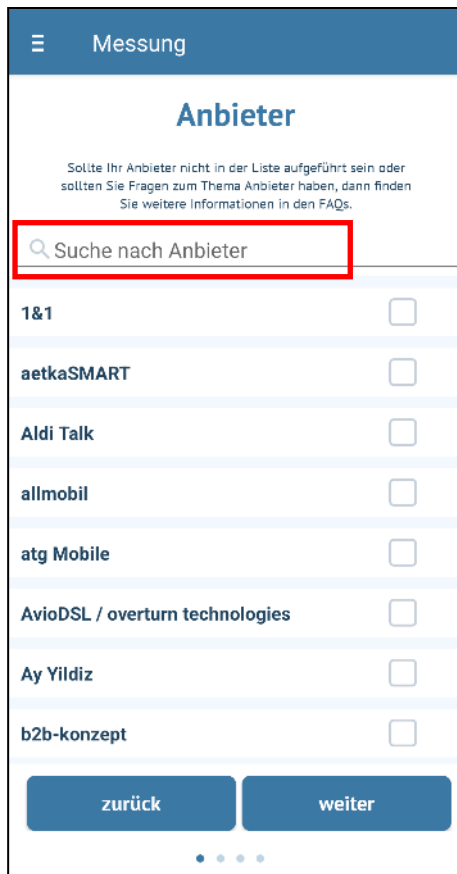 Messung
Anbieter
Sollte Ihr Anbieter nicht in der Liste aufgeführt sein oder
sollten Sie Fragen zum Thema Anbieter haben, dann finden
Sie weitere Informationen in den FAQs.
Suche nach Anbieter
1&1
aetkaSMART
Aldi Talk
allmobil
atg Mobile
AvioDSL / overturn technologies
Ay Yildiz
b2b-konzept
zurück weiter